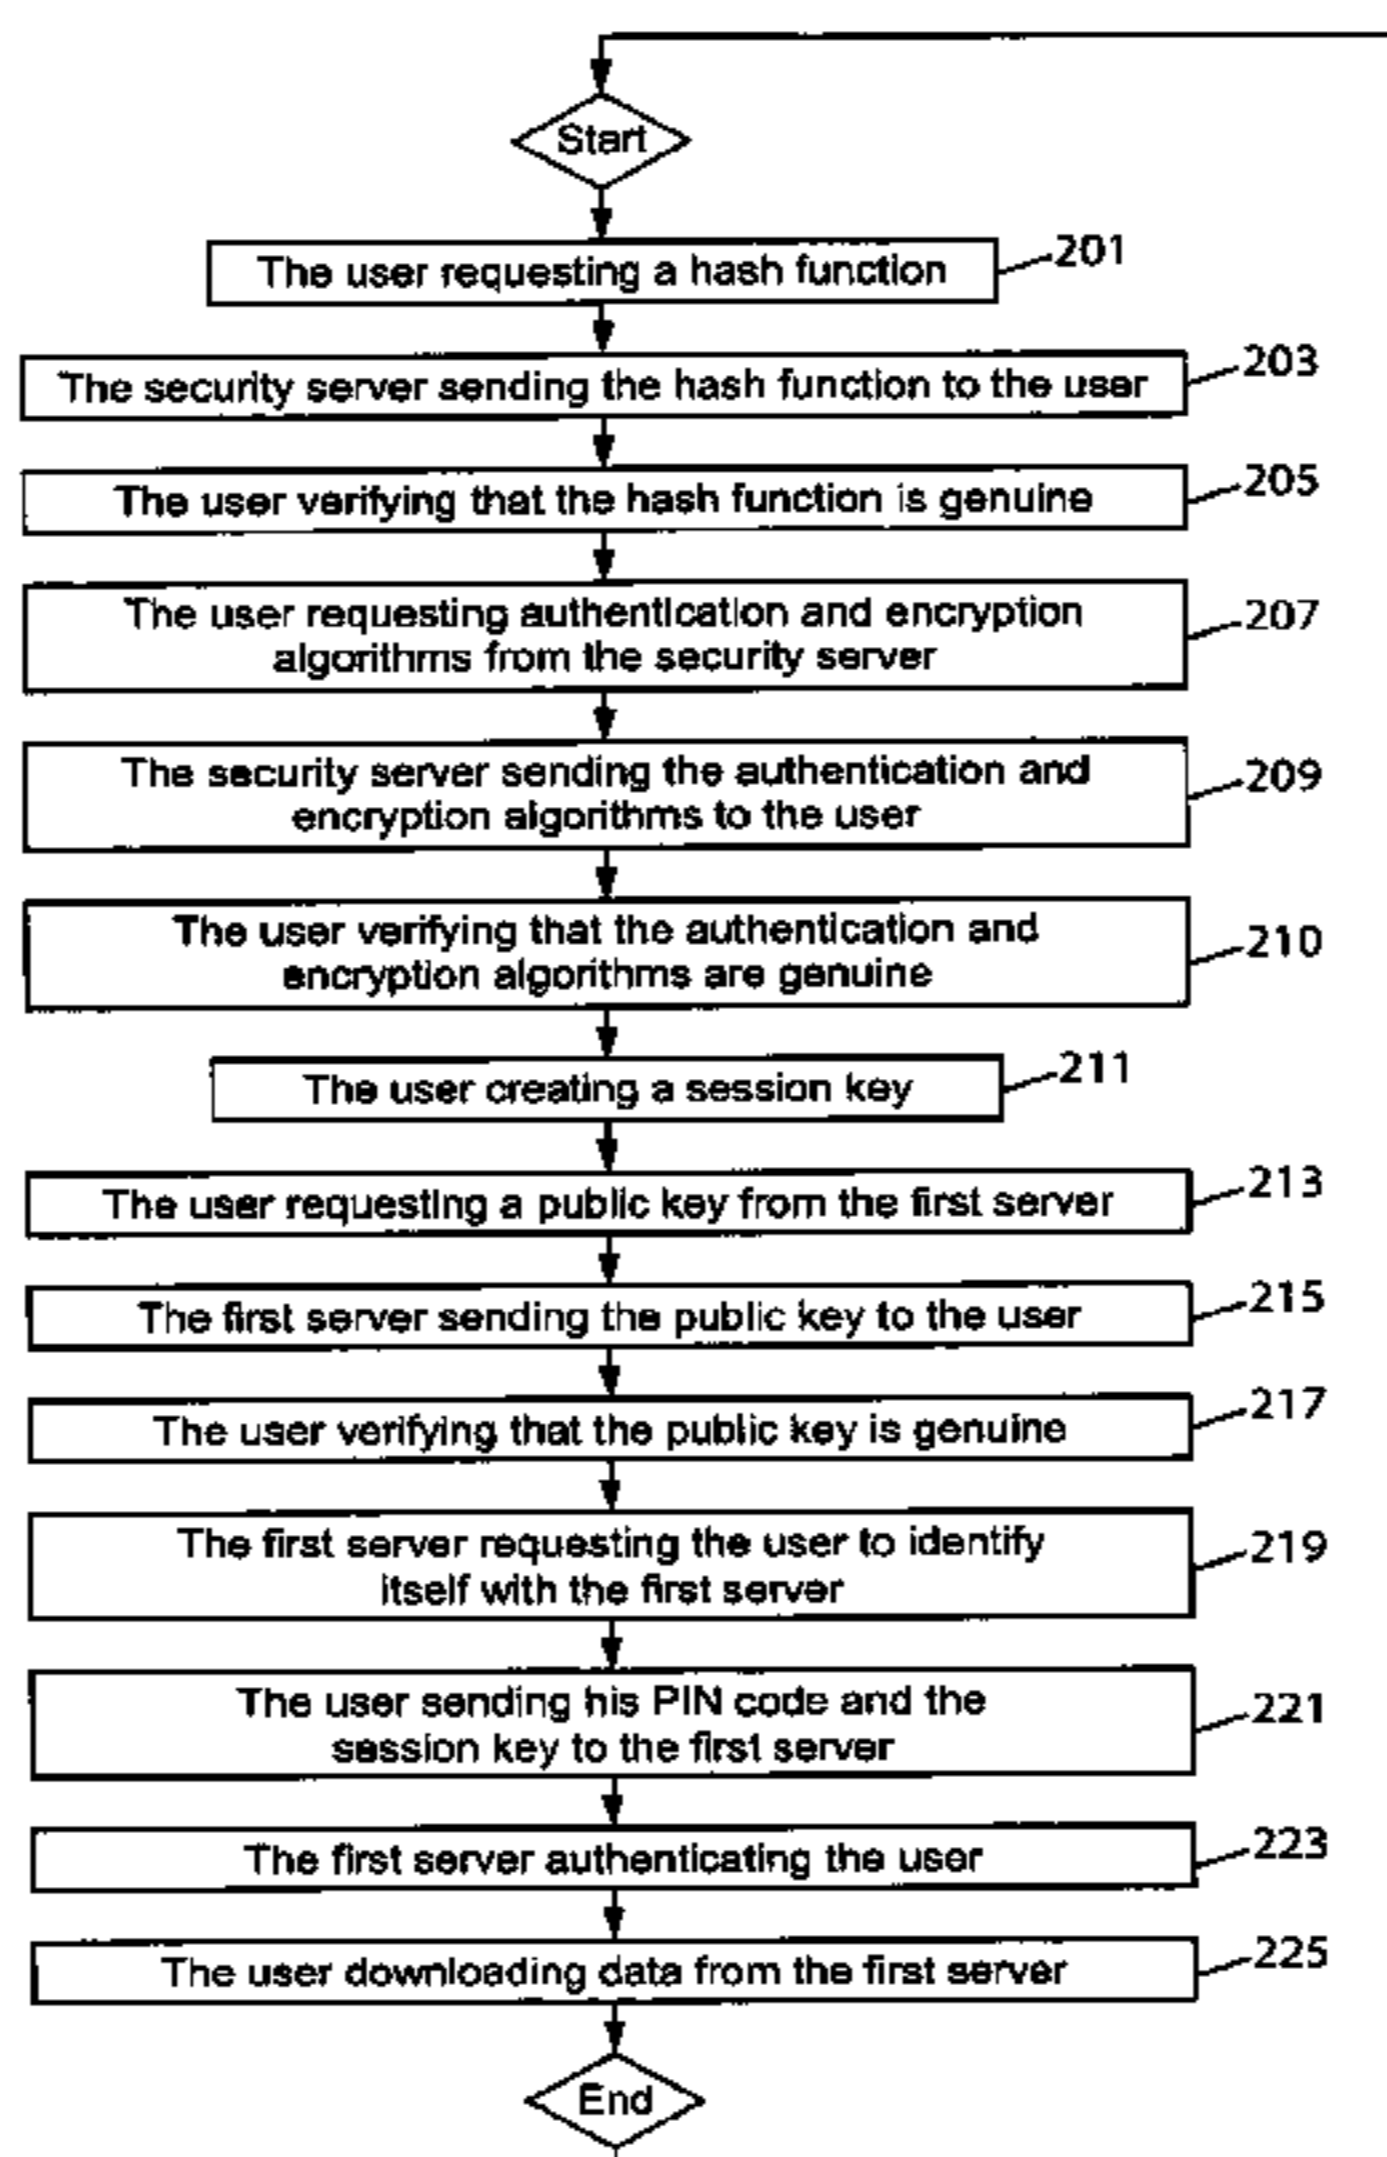 Start
The user requesting a hash function
201
The security server sending the hash function to the user
203
The user verifying that the hash function is genuine
205
The user requesting authentication and encryption
algorithms from the security server
207
The security server sending the authentication and
encryption algorithms to the user
209
The user verifying that the authentication and
encryption algorithms are genuine
210
The user creating a session key
211
The user requesting a public key from the first server
213
The first server sending the public key to the user
215
The user verifying that the public key is genuine
217
The first server requesting the user to identify
itself with the first server
219
The user sending his PIN code and the
session key to the first server
221
The first server authenticating the user
223
The user downloading data from the first server
225
End